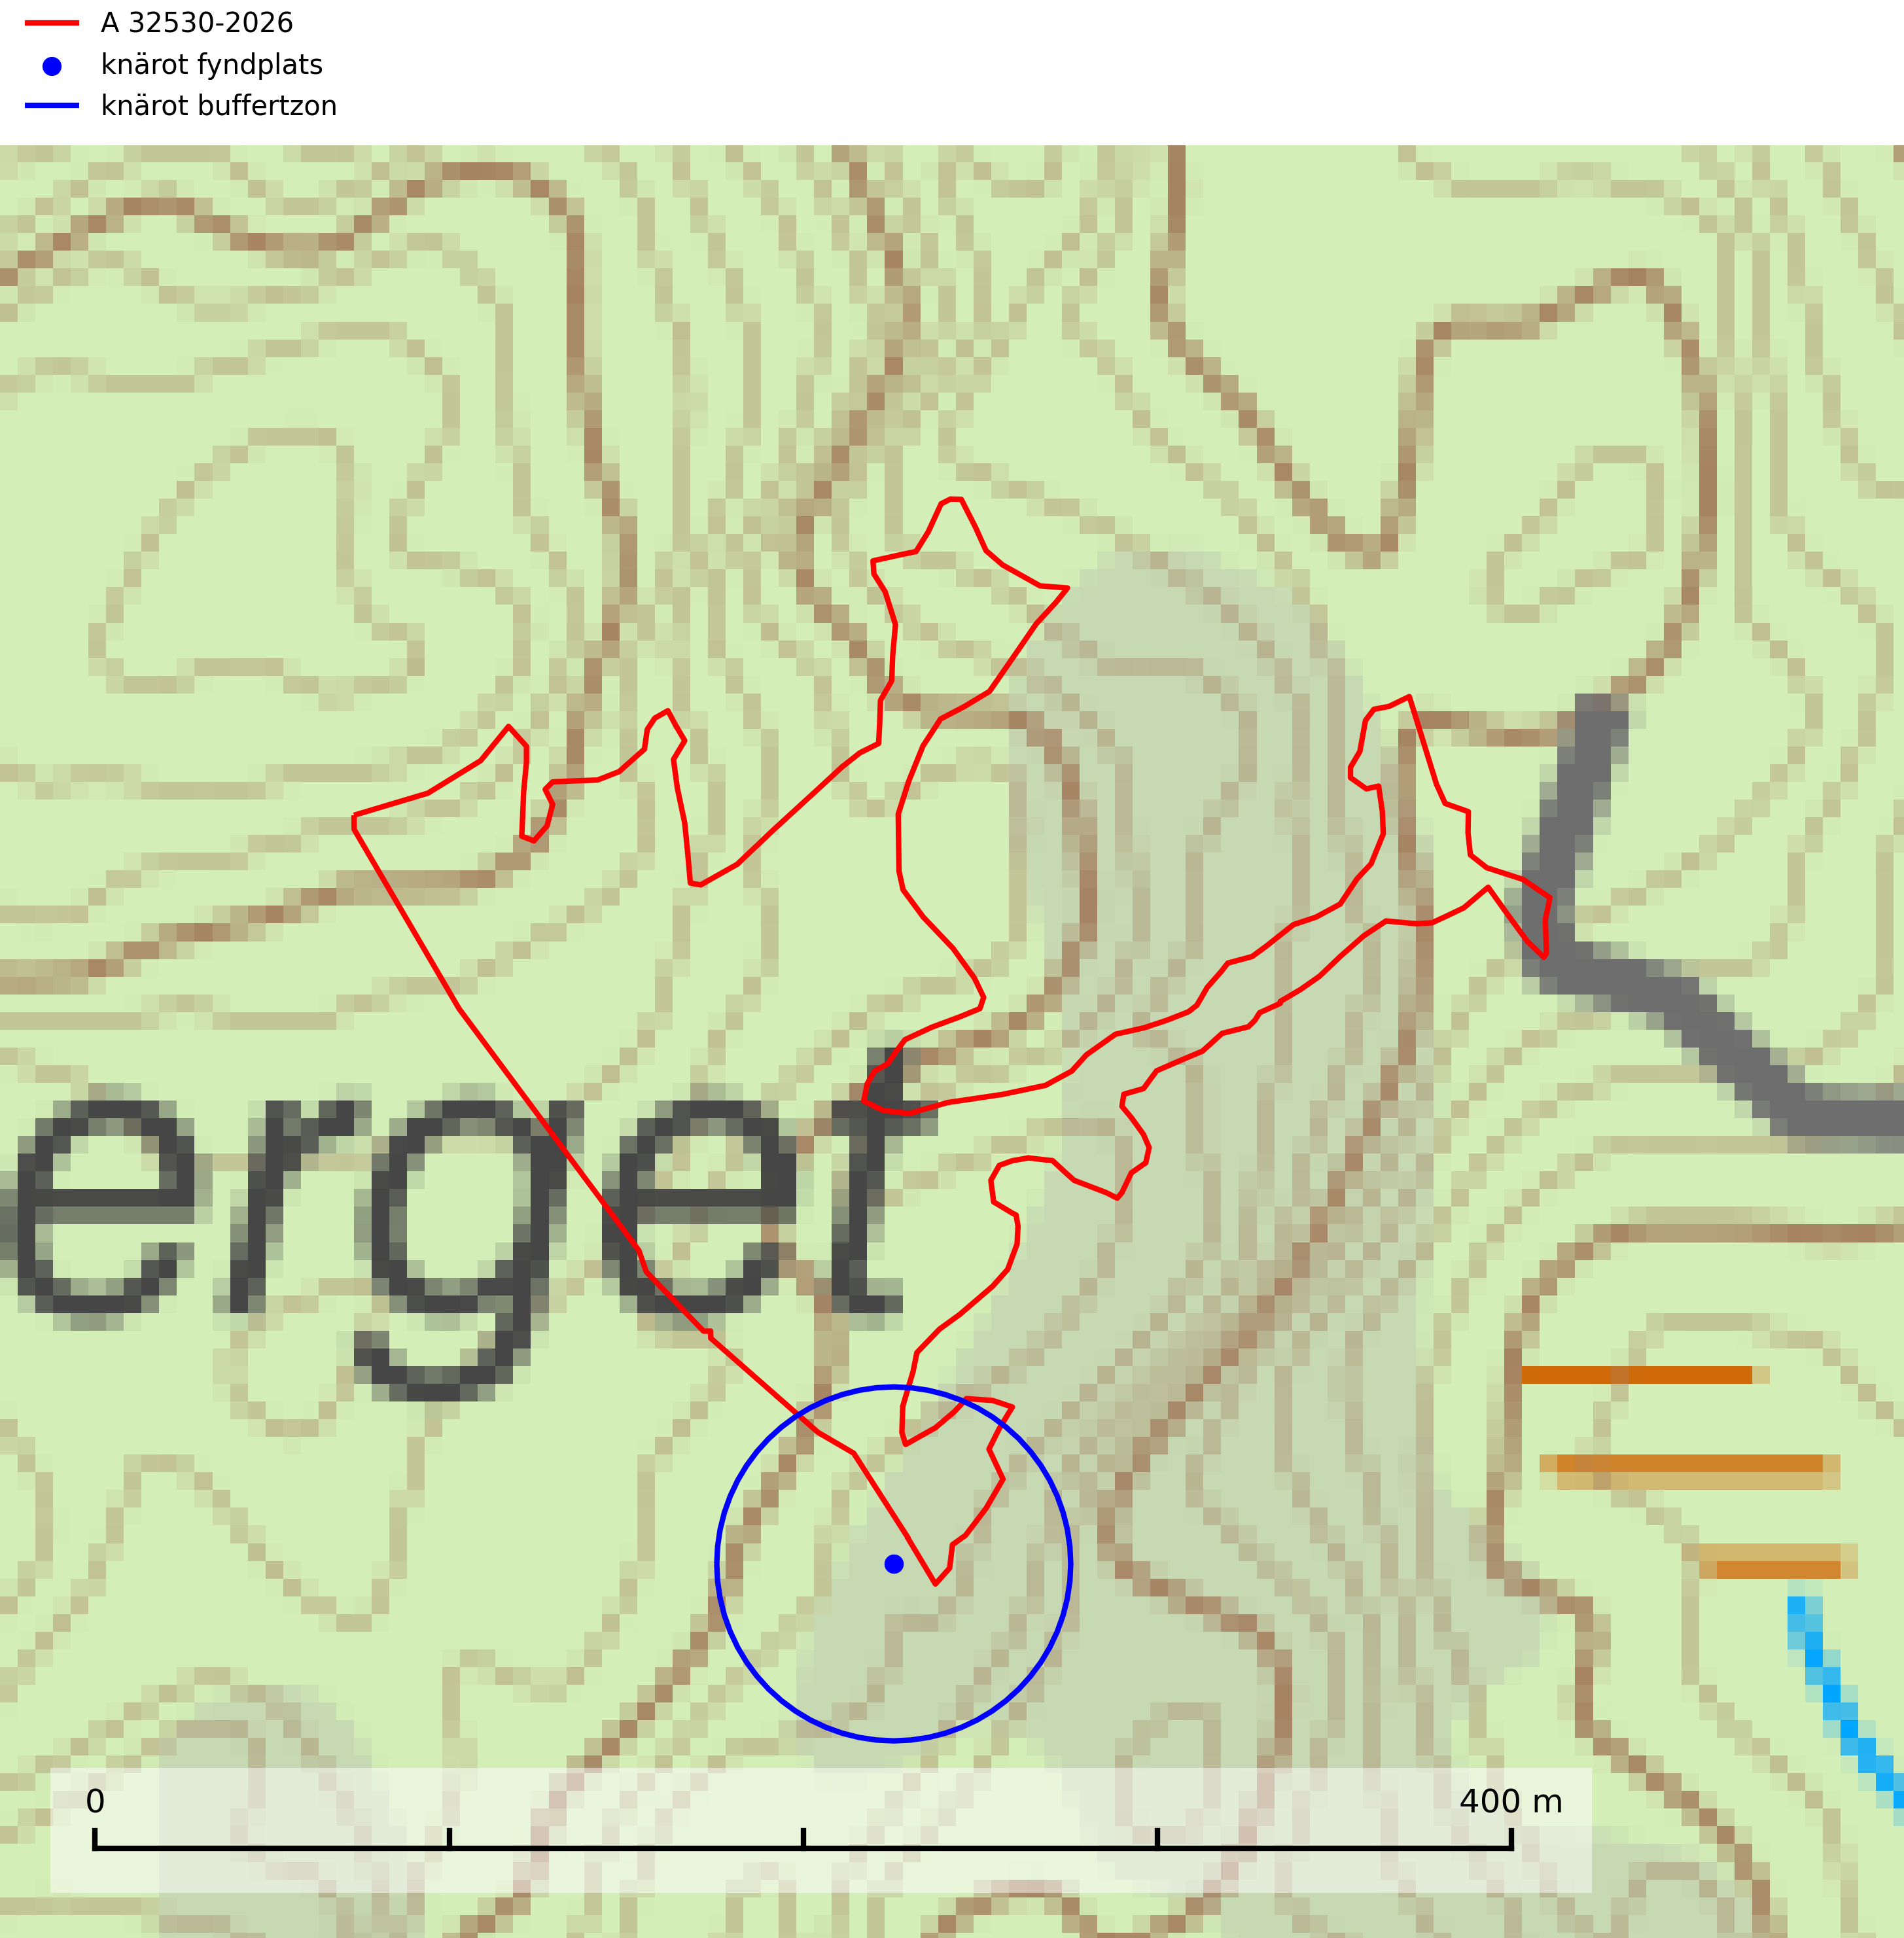 A 32530-2026
knärot fyndplats
knärot buffertzon
erget
0 400 m